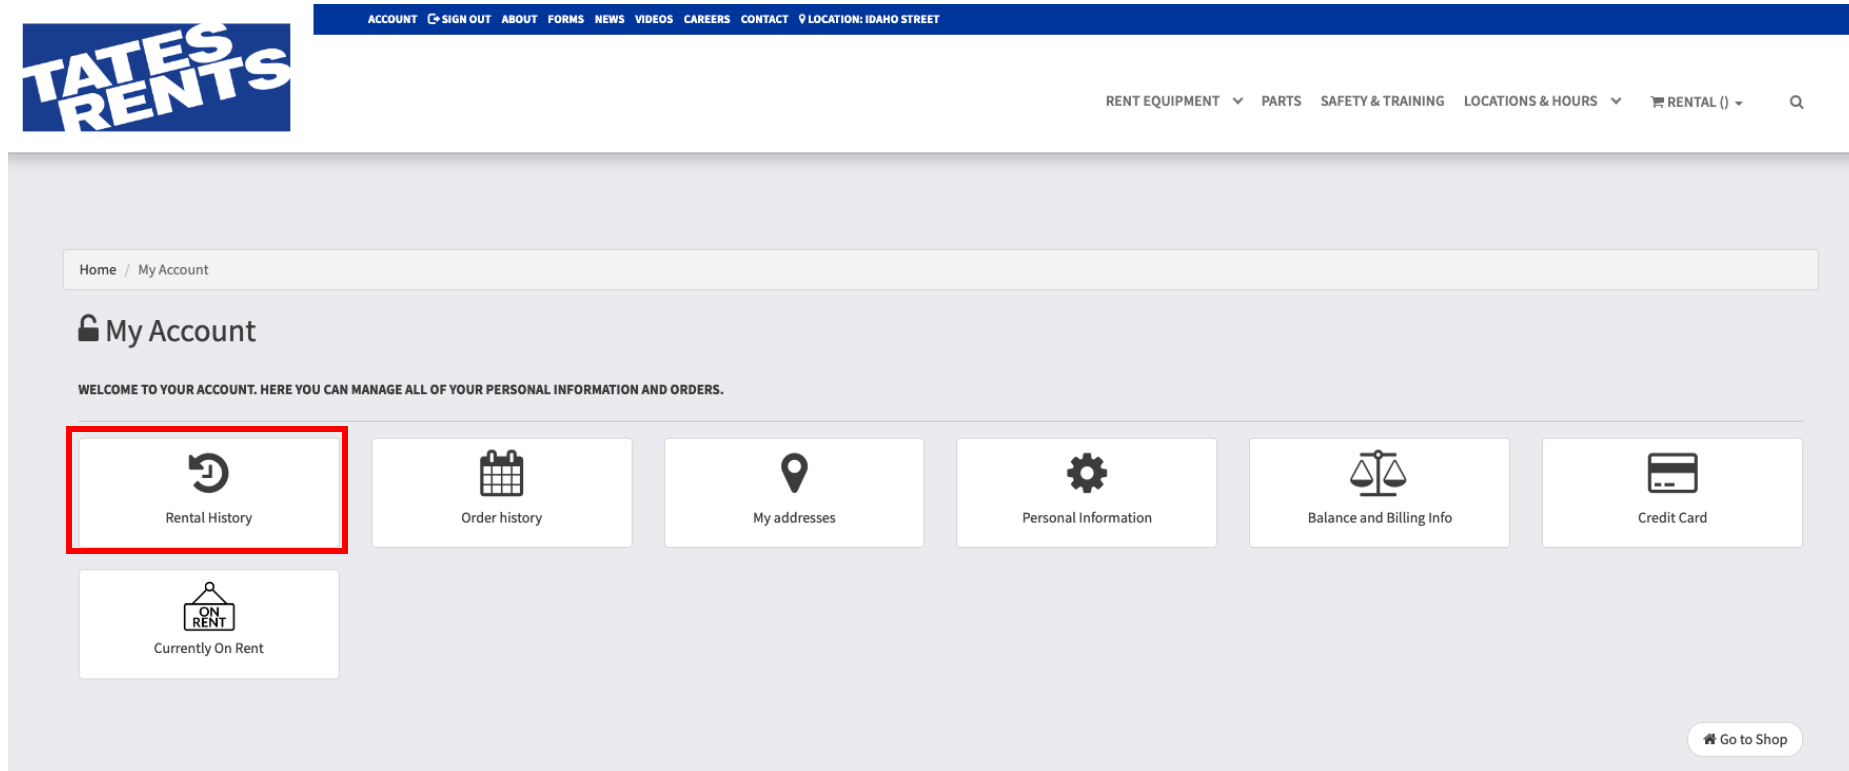 ACCOUNT SIGN OUT ABOUT FORMS NEWS VIDEOS CAREERS CONTACT LOCATION: IDAHO STREET
TATES
RENTS
RENT EQUIPMENT PARTS SAFETY & TRAINING LOCATIONS & HOURS RENTAL ()
Home / My Account
My Account
WELCOME TO YOUR ACCOUNT. HERE YOU CAN MANAGE ALL OF YOUR PERSONAL INFORMATION AND ORDERS.
Rental History
Order history
My addresses
Personal Information
Balance and Billing Info
Credit Card
ON
RENT
Currently On Rent
Go to Shop